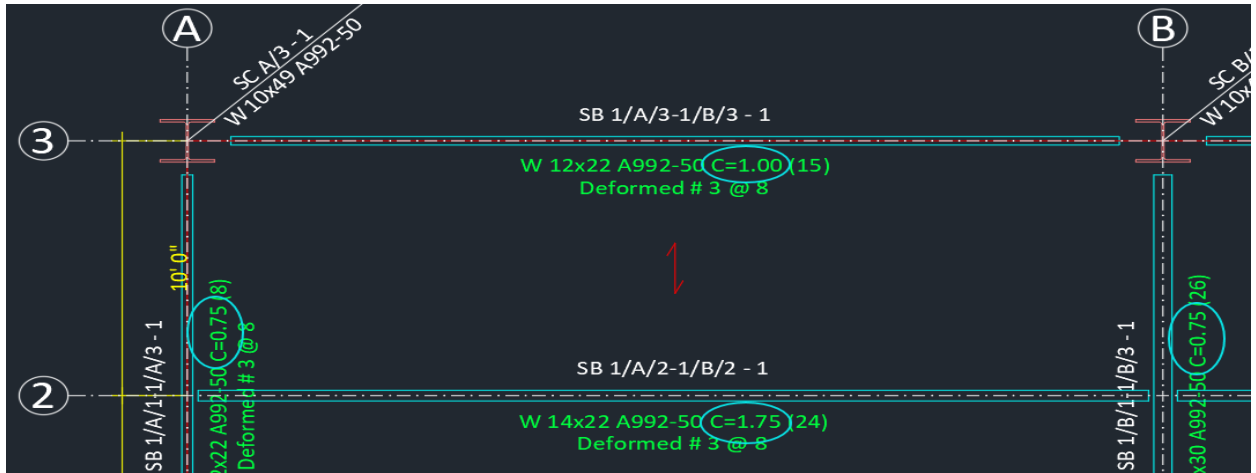 A
B
SC A/3 - 1
W 10x49 A992-50
SC B/
W 10x4
SB 1/A/3-1/B/3 - 1
3
W 12x22 A992-50 C=1.00 (15)
Deformed # 3 @ 8
10' 0"
SB 1/A/1-1/A/3 - 1
2x22 A992-50 C=0.75 (8)
Deformed # 3 @ 8
SB 1/A/2-1/B/2 - 1
2
W 14x22 A992-50 C=1.75 (24)
Deformed # 3 @ 8
SB 1/B/1-1/B/3 - 1
x30 A992-50 C=0.75 (26)